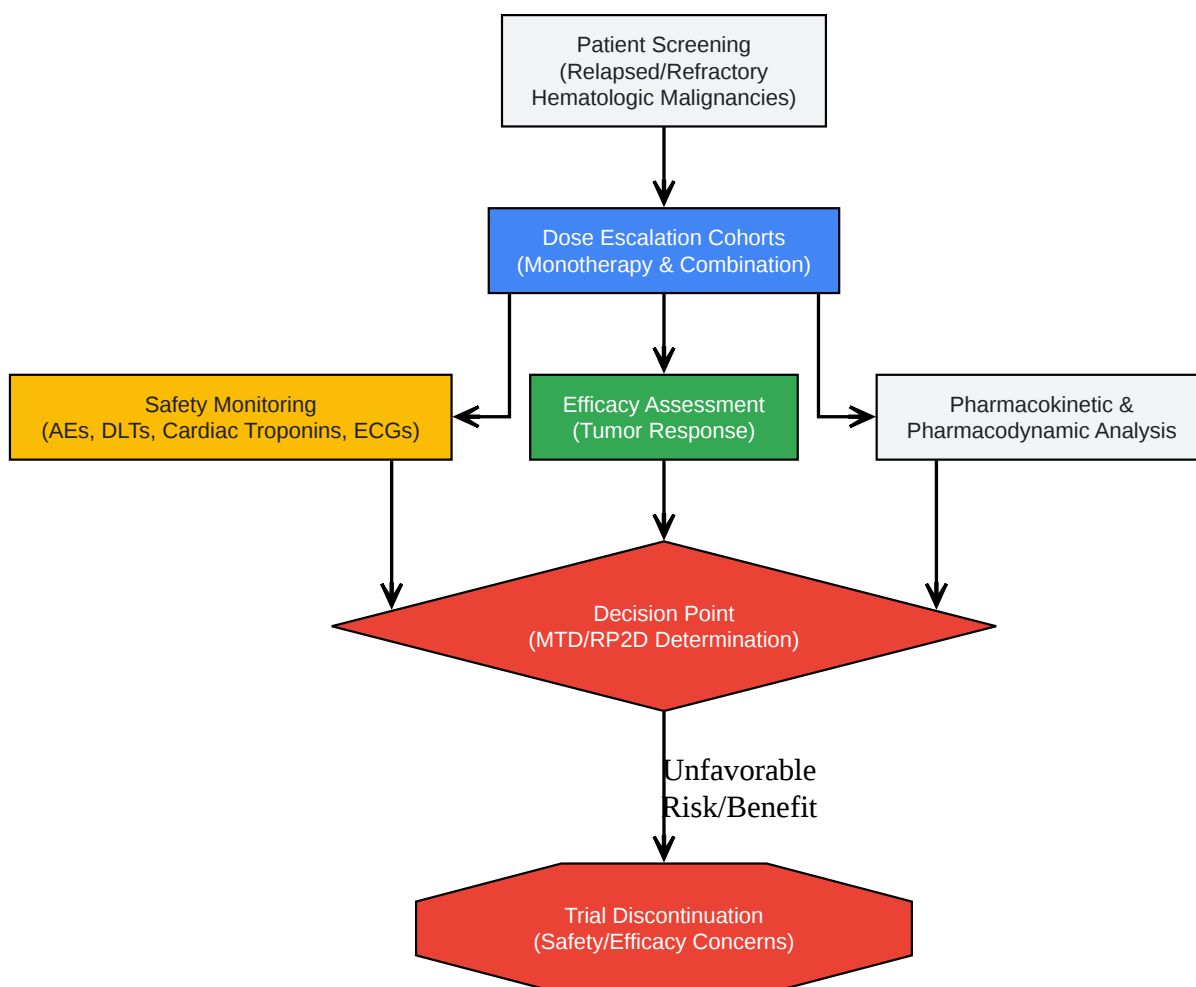 Patient Screening
(Relapsed/Refractory
Hematologic Malignancies)
Dose Escalation Cohorts
(Monotherapy & Combination)
Safety Monitoring
(AEs, DLTs, Cardiac Troponins, ECGs)
Efficacy Assessment
(Tumor Response)
Pharmacokinetic &
Pharmacodynamic Analysis
Decision Point
(MTD/RP2D Determination)
Unfavorable
Risk/Benefit
Trial Discontinuation
(Safety/Efficacy Concerns)